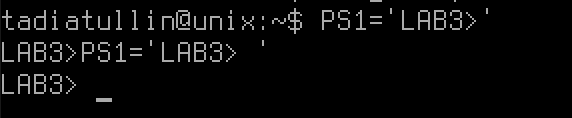 tadiatullin@unix:~$ PS1='LAB3>'
LAB3>PS1='LAB3> '
LAB3> _